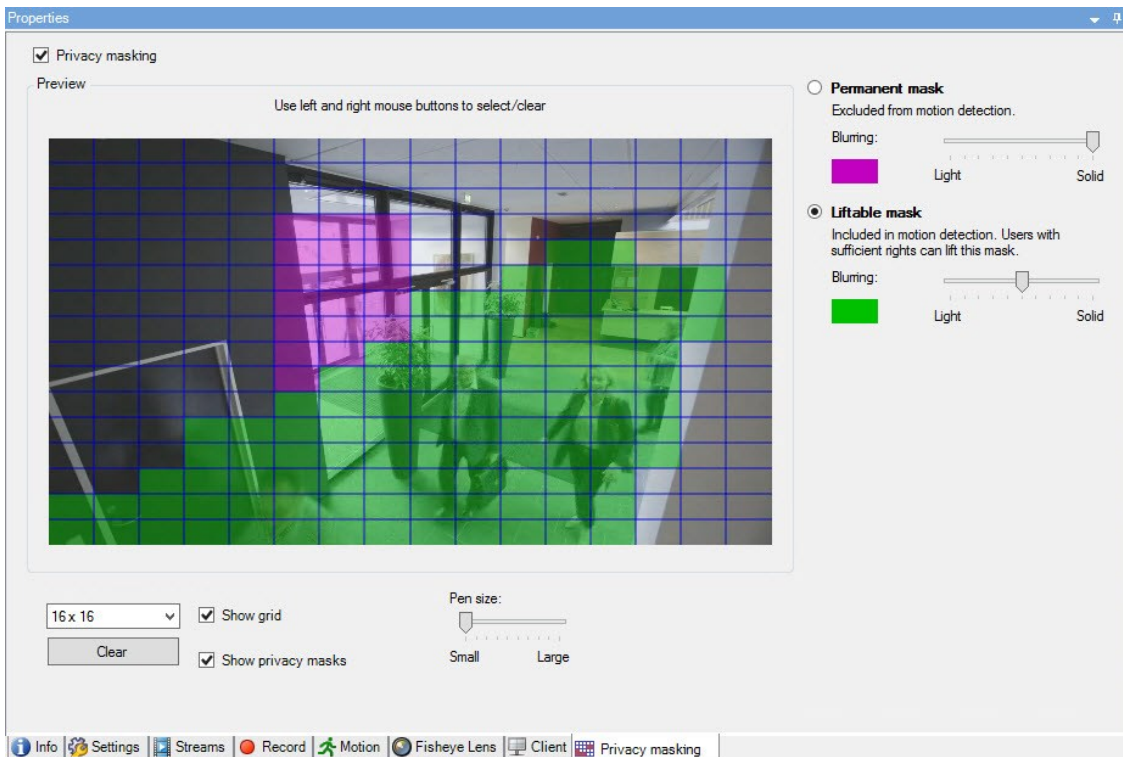 Properties
Privacy masking
Preview
Use left and right mouse buttons to select/clear
Permanent mask
Excluded from motion detection.
Blurring:
Light Solid
Liftable mask
Included in motion detection. Users with
sufficient rights can lift this mask.
Blurring:
Light Solid
16 x 16
Show grid
Pen size:
Clear
Show privacy masks
Small Large
Info Settings Streams Record Motion Fisheye Lens Client Privacy masking